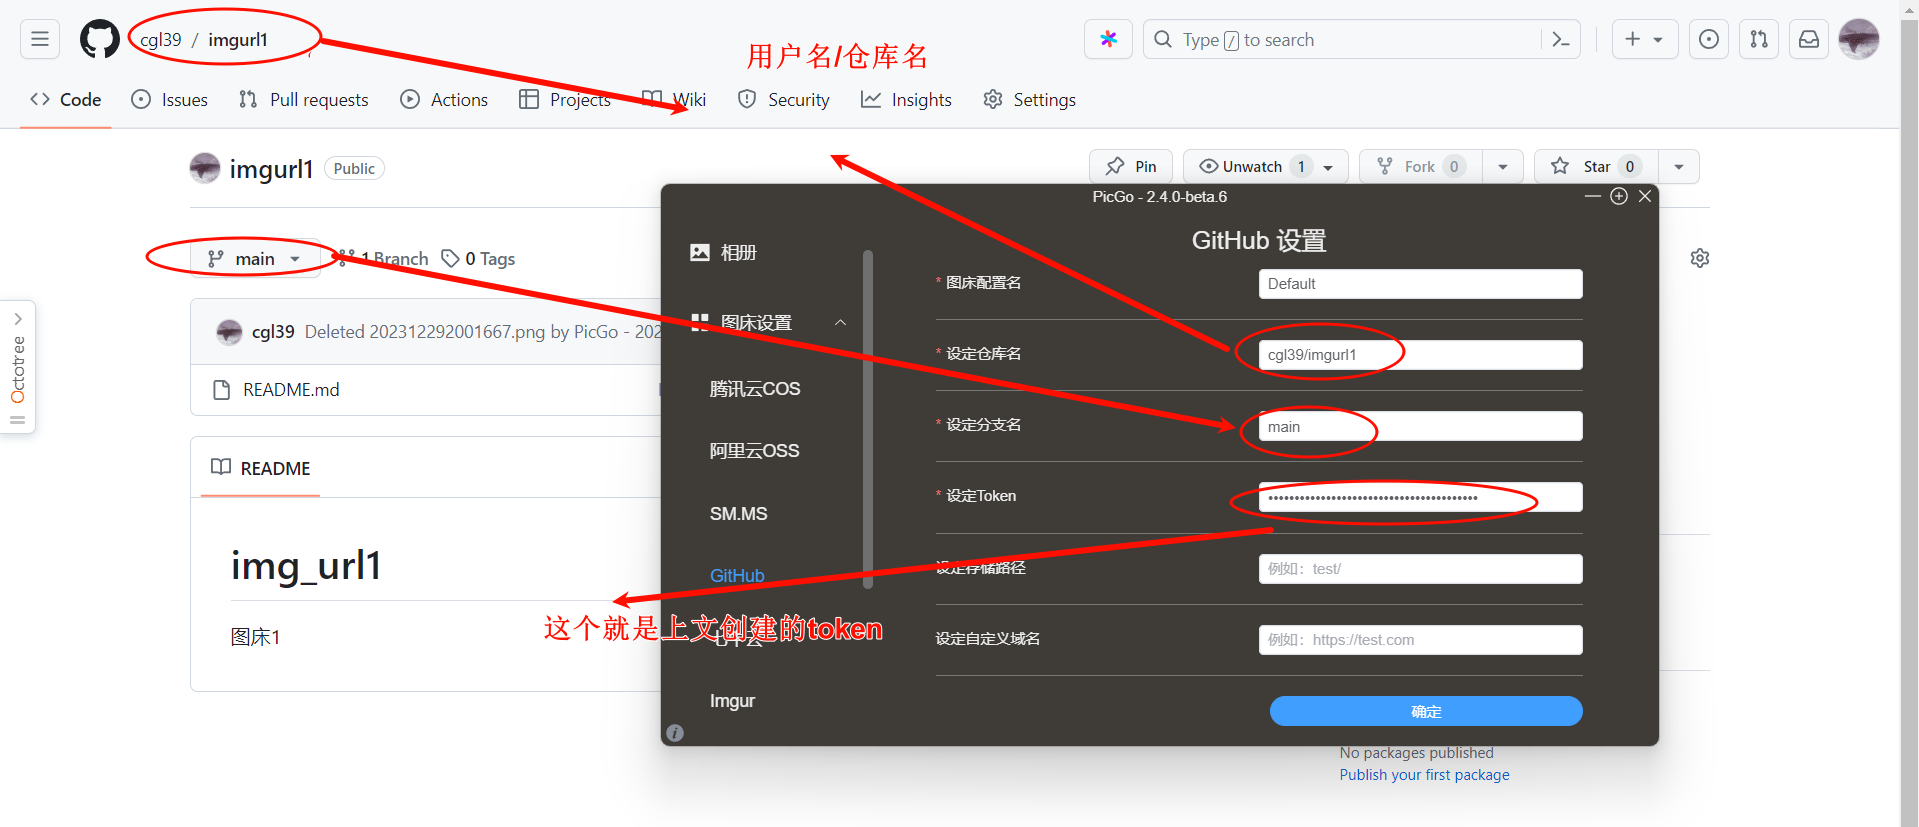 cgl39 / imgurl1
Type / to search
用户名/仓库名
Code
Issues
Pull requests
Actions
Projects
Wiki
Security
Insights
Settings
imgurl1 Public
Pin
Unwatch 1
Fork 0
Star 0
main
1 Branch
0 Tags
cgl39 Deleted 202312292001667.png by PicGo - 202
README.md
README
img_url1
图床1
Octotree
PicGo - 2.4.0-beta.6
相册
图床设置
腾讯云COS
阿里云OSS
SM.MS
GitHub
Imgur
GitHub 设置
* 图床配置名
Default
* 设定仓库名
cgl39/imgurl1
* 设定分支名
main
* 设定Token
设定存储路径
例如：test/
设定自定义域名
例如：https://test.com
确定
这个就是上文创建的token
No packages published
Publish your first package